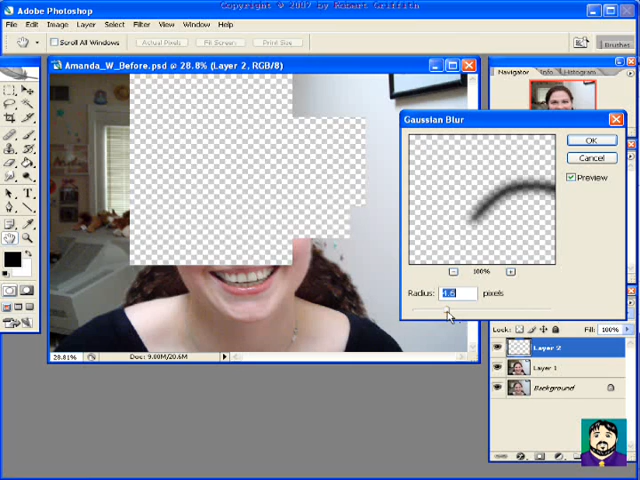 Copyright © 2007 by Robert Griffith
Adobe Photoshop
File Edit Image Layer Select Filter View Window Help
Scroll All Windows Actual Pixels Fit Screen Print Size Brushes
Navigator Info Histogram
Amanda_W_Before.psd @ 28.8% (Layer 2, RGB/8)
Gaussian Blur
OK
Cancel
Preview
100%
Radius: pixels
Lock: Fill: 100%
Layer 2
Layer 1
Background
28.81% Doc: 9.00M/20.6M